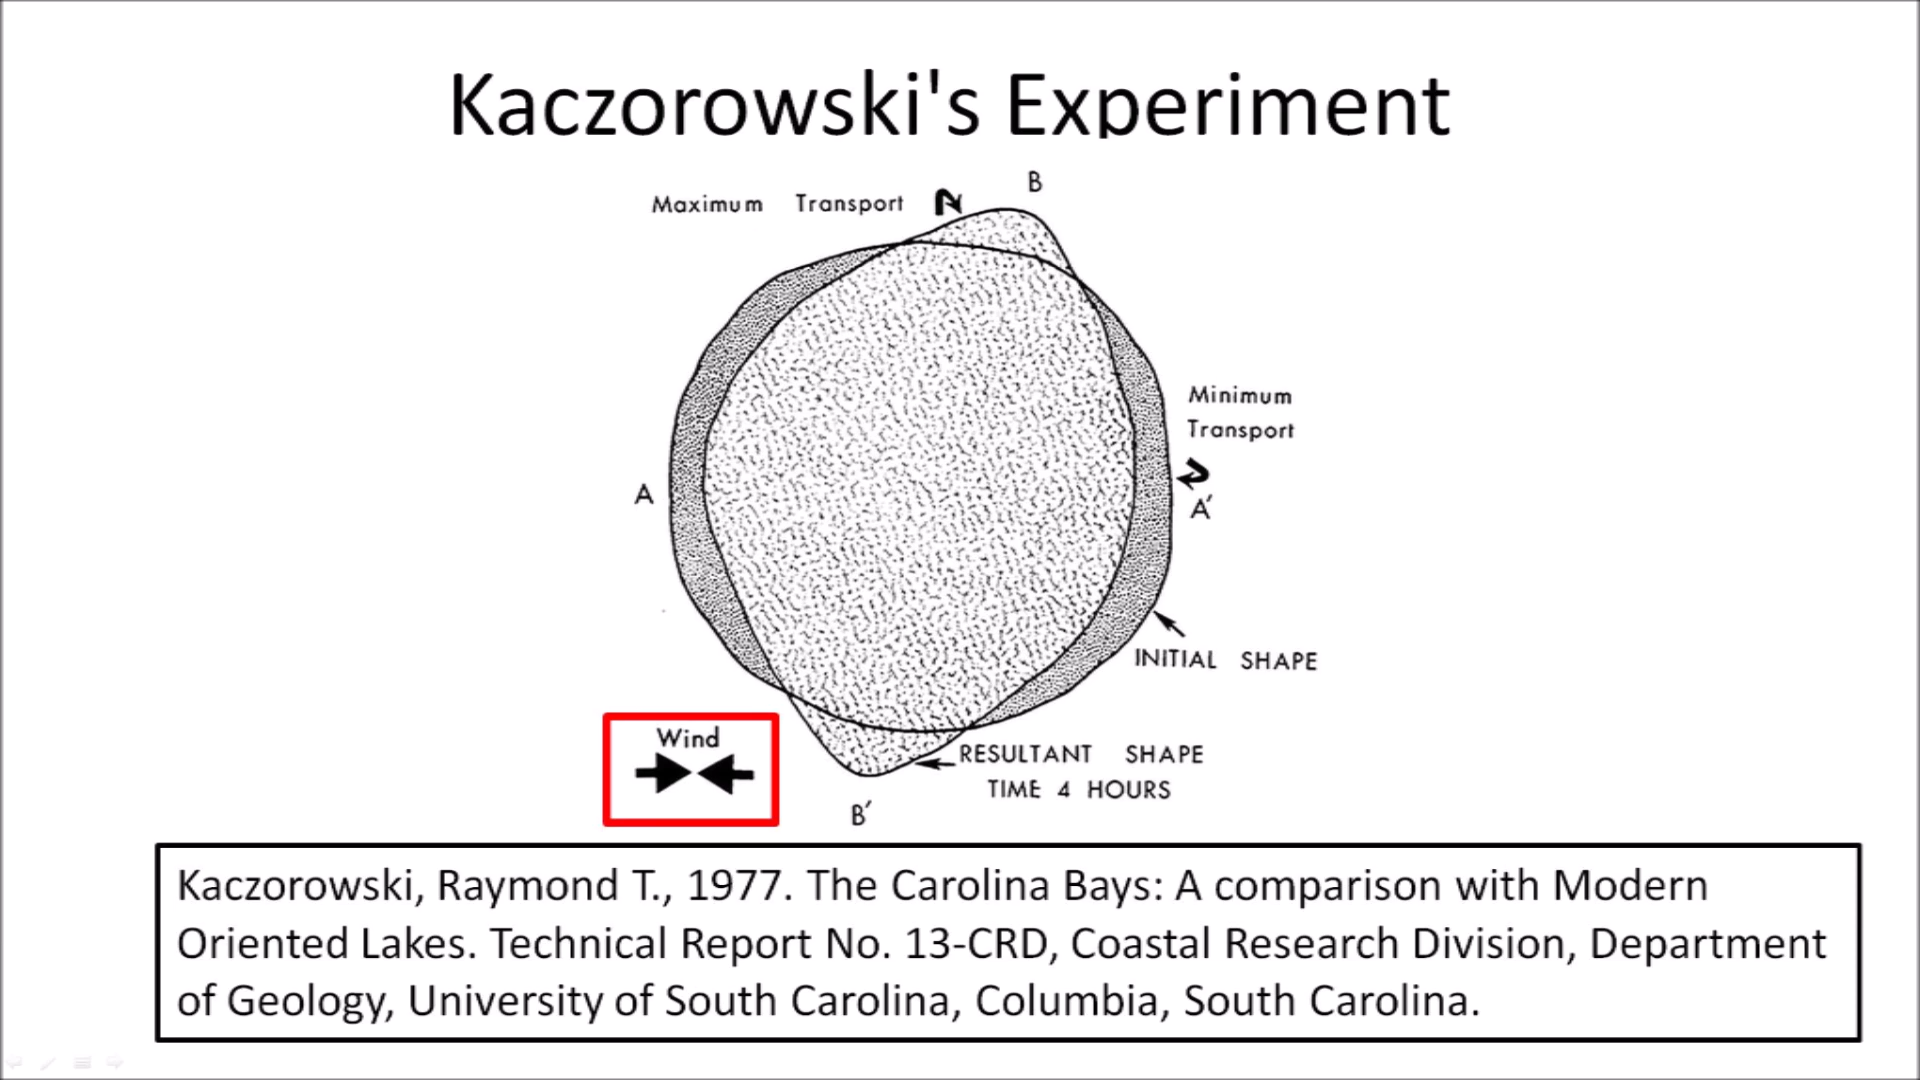 Kaczorowski's Experiment
B
Maximum Transport
Minimum
Transport
A
A′
INITIAL SHAPE
Wind
RESULTANT SHAPE
TIME 4 HOURS
B′
Kaczorowski, Raymond T., 1977. The Carolina Bays: A comparison with Modern
Oriented Lakes. Technical Report No. 13-CRD, Coastal Research Division, Department
of Geology, University of South Carolina, Columbia, South Carolina.